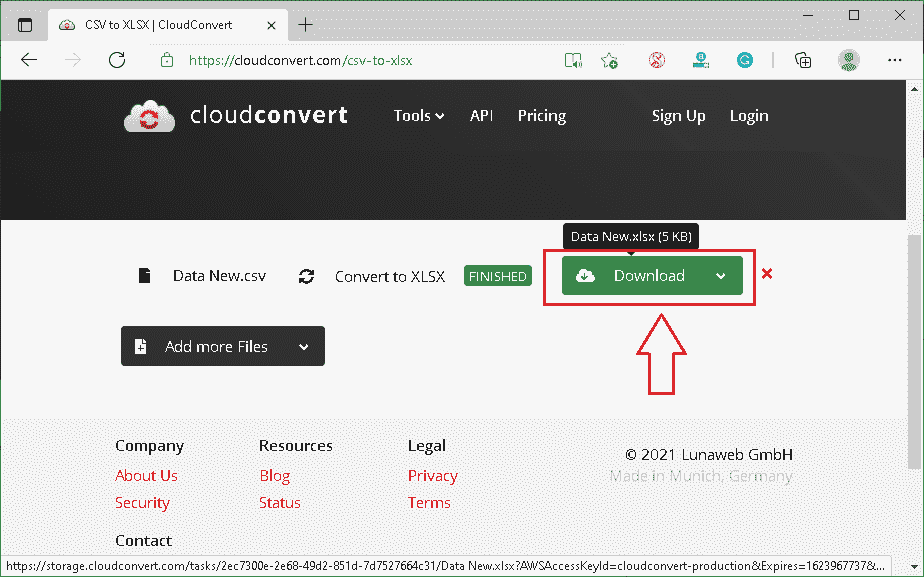 CSV to XLSX | CloudConvert
https://cloudconvert.com/csv-to-xlsx
cloudconvert Tools API Pricing Sign Up Login
Data New.xlsx (5 KB)
Data New.csv Convert to XLSX FINISHED Download
Add more Files
Company Resources Legal © 2021 Lunaweb GmbH
About Us Blog Privacy Made in Munich, Germany
Security Status Terms
Contact
https://storage.cloudconvert.com/tasks/2ec7300e-2e68-49d2-851d-7d7527664c31/Data New.xlsx?AWSAccessKeyId=cloudconvert-production&Expires=1623967737&...